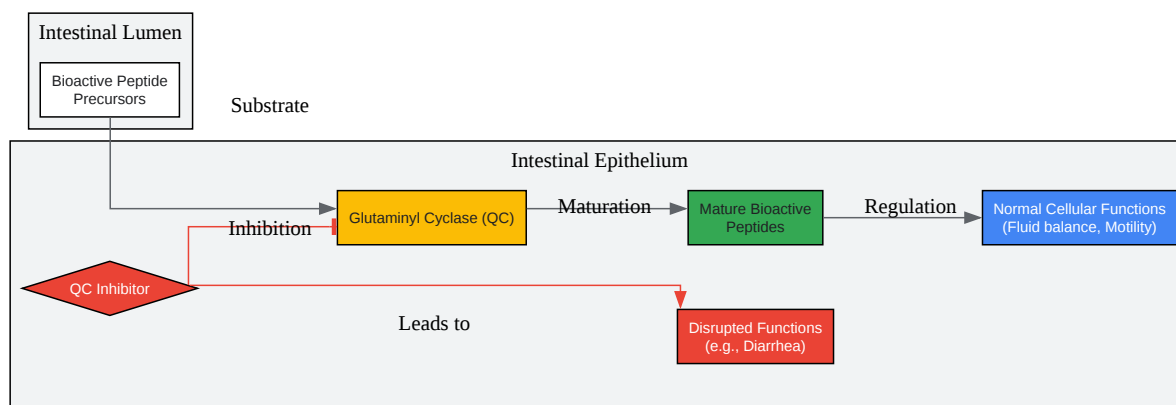 Intestinal Lumen
Bioactive Peptide
Precursors
Substrate
Intestinal Epithelium
Glutaminyl Cyclase (QC)
Maturation
Mature Bioactive
Peptides
Regulation
Normal Cellular Functions
(Fluid balance, Motility)
Inhibition
QC Inhibitor
Leads to
Disrupted Functions
(e.g., Diarrhea)